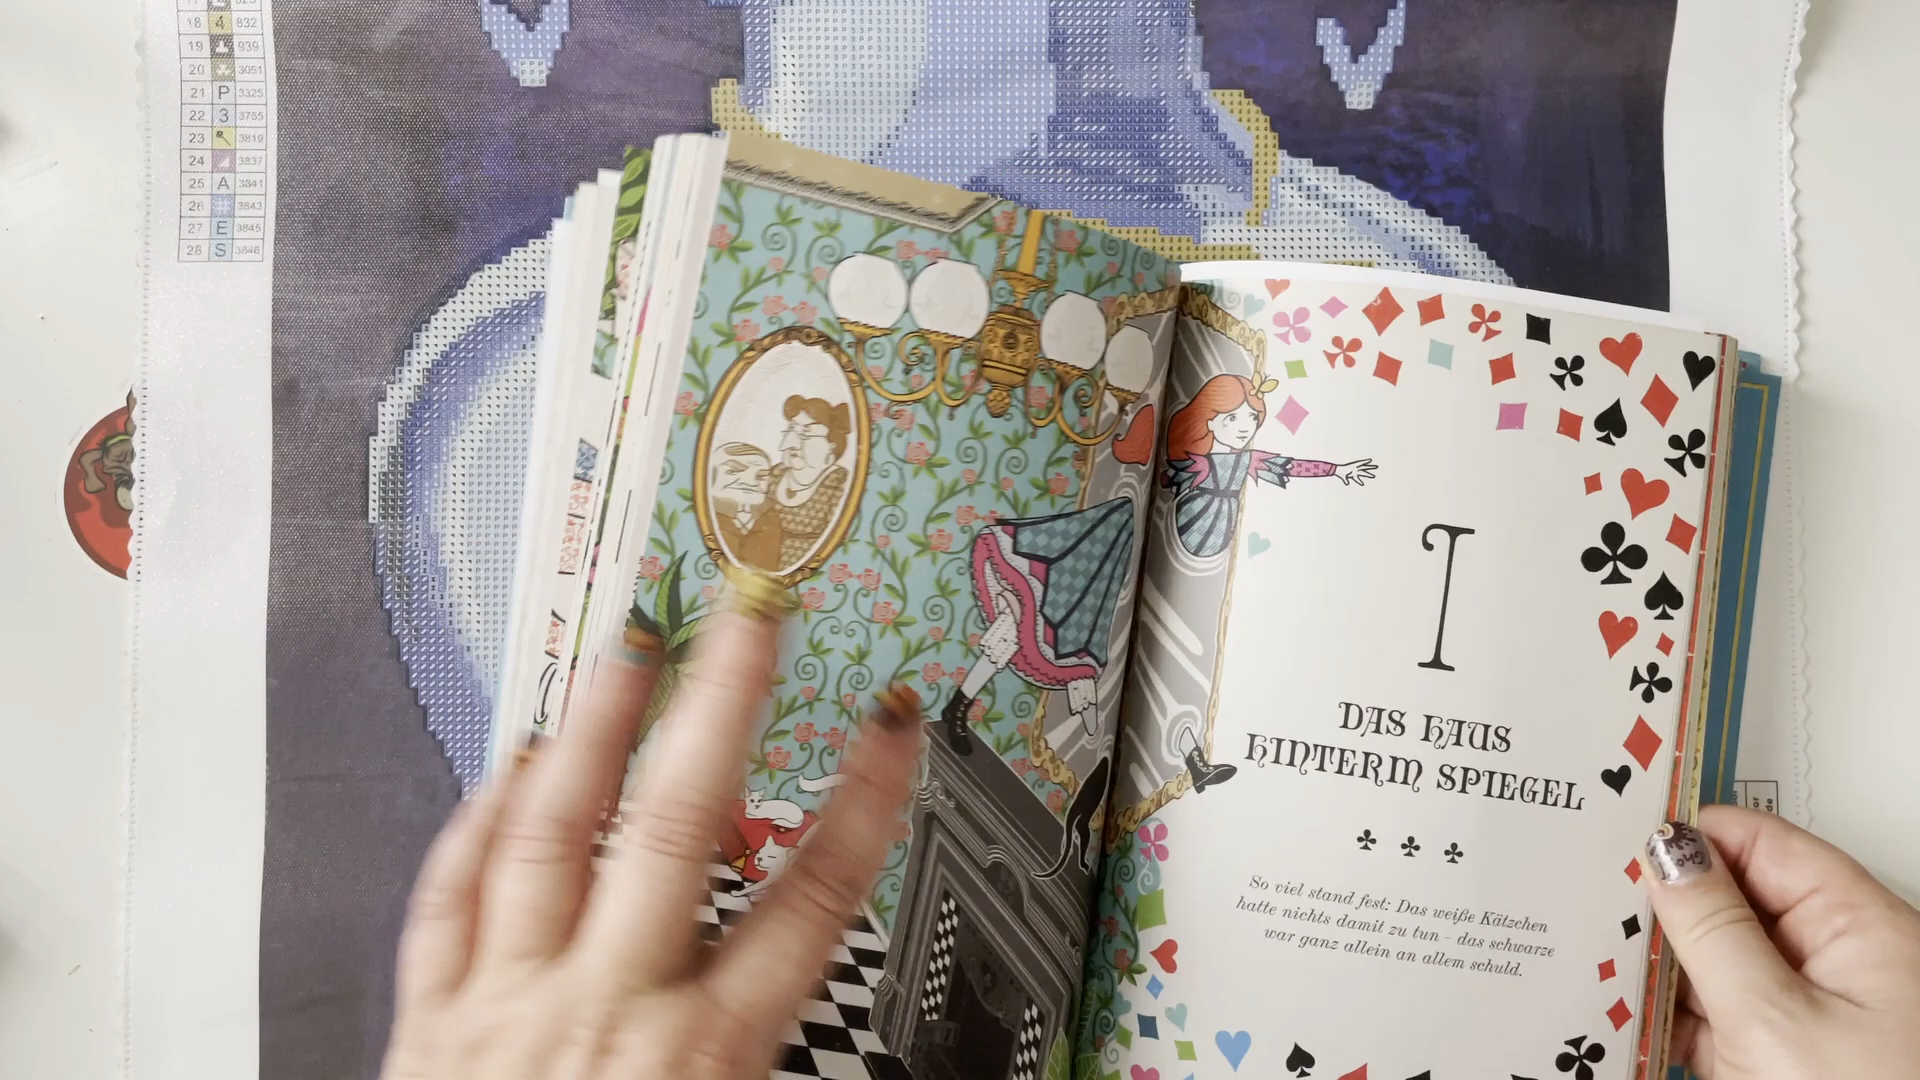 18 4 832
19 939
20 3051
21 P 3325
22 3 3755
23 3819
24 3837
25 A 3841
26 3843
27 E 3845
28 S 3846
I
DAS HAUS
HINTERM SPIEGEL
So viel stand fest: Das weiße Kätzchen
hatte nichts damit zu tun – das schwarze
war ganz allein an allem schuld.